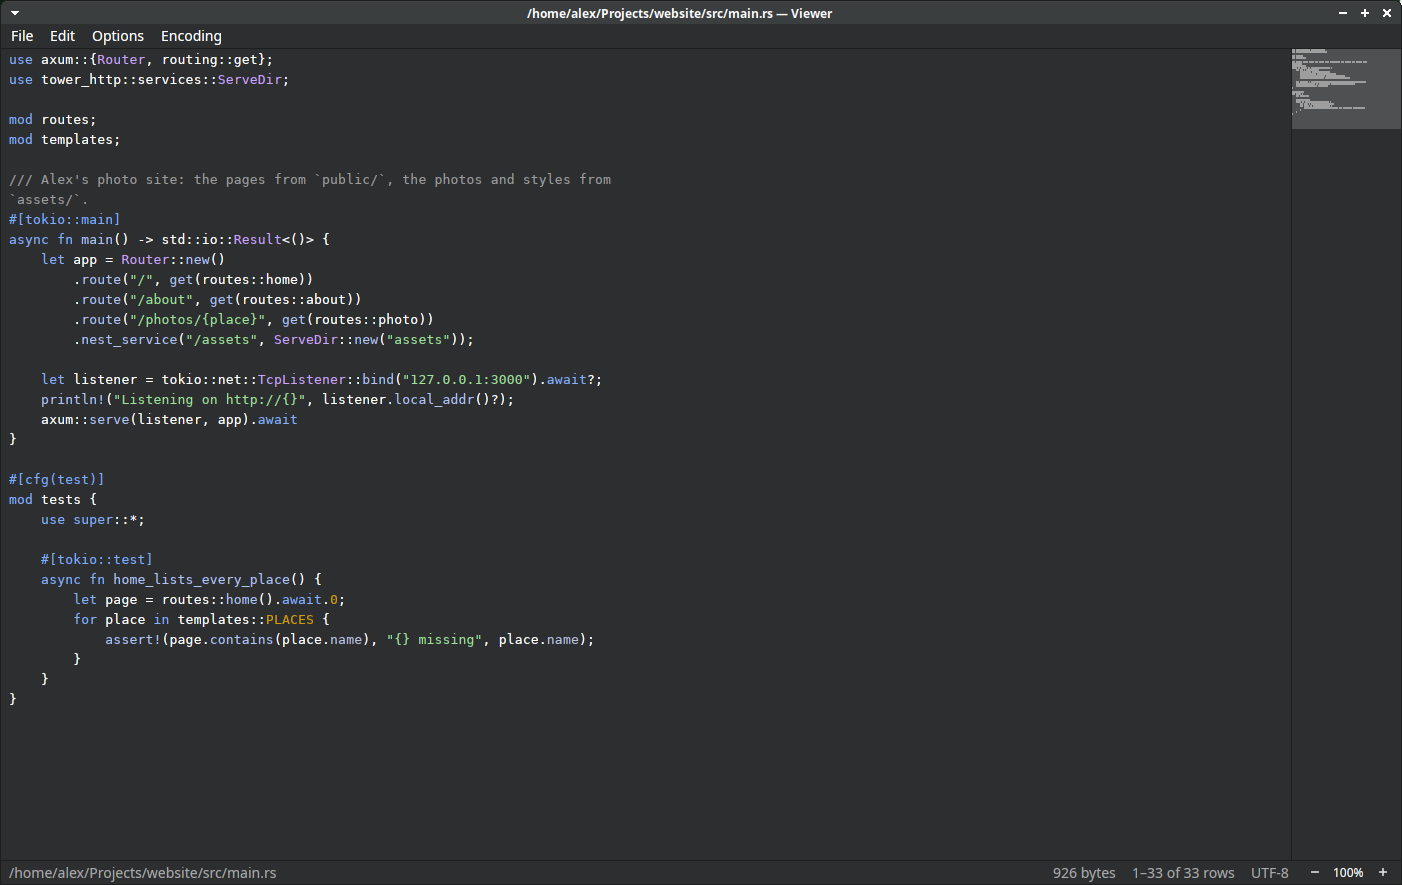 /home/alex/Projects/website/src/main.rs — Viewer
File Edit Options Encoding
use axum::{Router, routing::get};
use tower_http::services::ServeDir;

mod routes;
mod templates;

/// Alex's photo site: the pages from `public/`, the photos and styles from
`assets/`.
#[tokio::main]
async fn main() -> std::io::Result<()> {
    let app = Router::new()
        .route("/", get(routes::home))
        .route("/about", get(routes::about))
        .route("/photos/{place}", get(routes::photo))
        .nest_service("/assets", ServeDir::new("assets"));

    let listener = tokio::net::TcpListener::bind("127.0.0.1:3000").await?;
    println!("Listening on http://{}", listener.local_addr()?);
    axum::serve(listener, app).await
}

#[cfg(test)]
mod tests {
    use super::*;

    #[tokio::test]
    async fn home_lists_every_place() {
        let page = routes::home().await.0;
        for place in templates::PLACES {
            assert!(page.contains(place.name), "{} missing", place.name);
        }
    }
}
/home/alex/Projects/website/src/main.rs 926 bytes 1–33 of 33 rows UTF-8 − 100% +